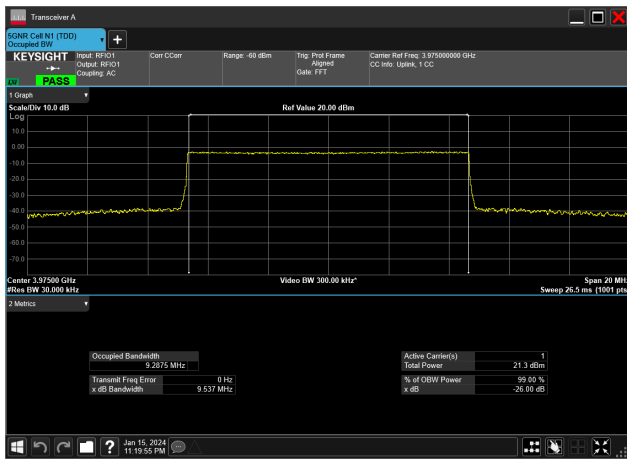 Transceiver A
5GNR Cell N1 (TDD)
Occupied BW
KEYSIGHT
LNI
PASS
Input: RFIO1
Output: RFIO1
Coupling: AC
Corr CCorr
Range: -60 dBm
Trig: Prot Frame
Aligned
Gate: FFT
Carrier Ref Freq: 3.975000000 GHz
CC Info: Uplink, 1 CC
1 Graph
Scale/Div 10.0 dB
Ref Value 20.00 dBm
Log
10.0
0.00
-10.0
-20.0
-30.0
-40.0
-50.0
-60.0
-70.0
Center 3.97500 GHz
Video BW 300.00 kHz*
Span 20 MHz
#Res BW 30.000 kHz
Sweep 26.5 ms (1001 pts
2 Metrics
Occupied Bandwidth
9.2875 MHz
Active Carrier(s) 1
Total Power 21.3 dBm
Transmit Freq Error 0 Hz
x dB Bandwidth 9.537 MHz
% of OBW Power 99.00 %
x dB -26.00 dB
Jan 15, 2024
11:19:55 PM